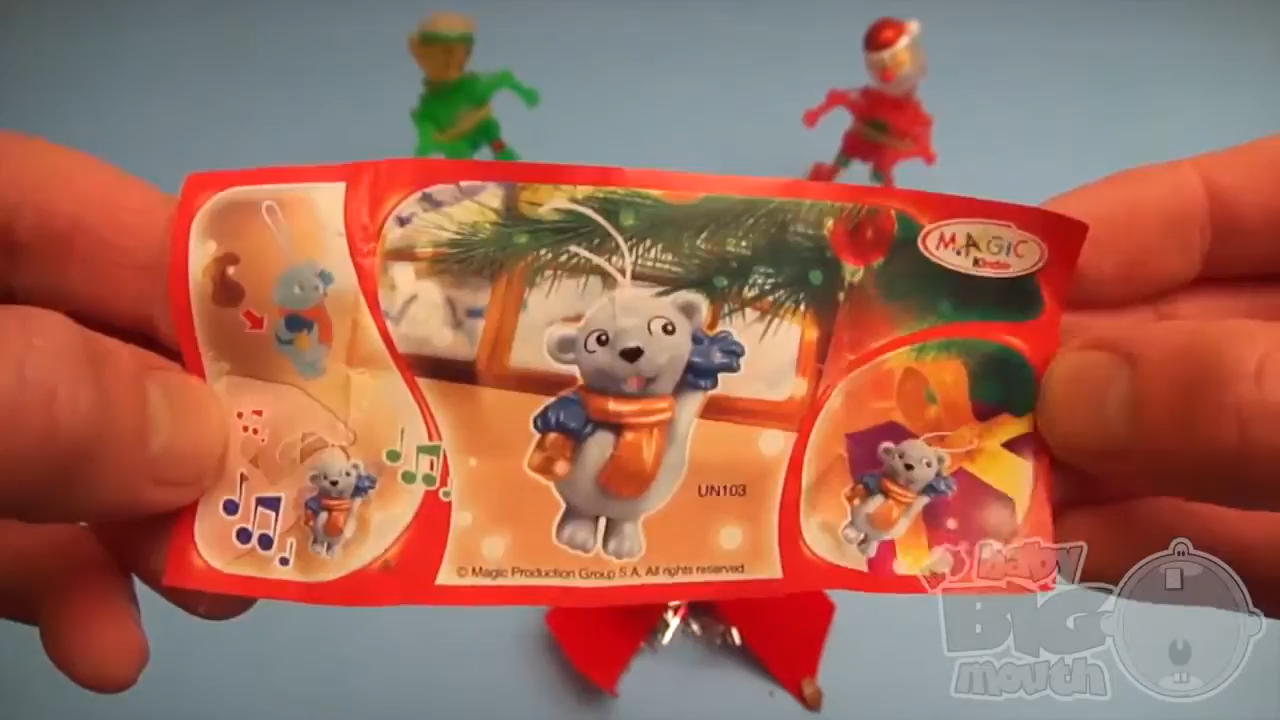 MAGIC
Kinder
UN103
© Magic Production Group S.A. All rights reserved.
baby
BIG
mouth